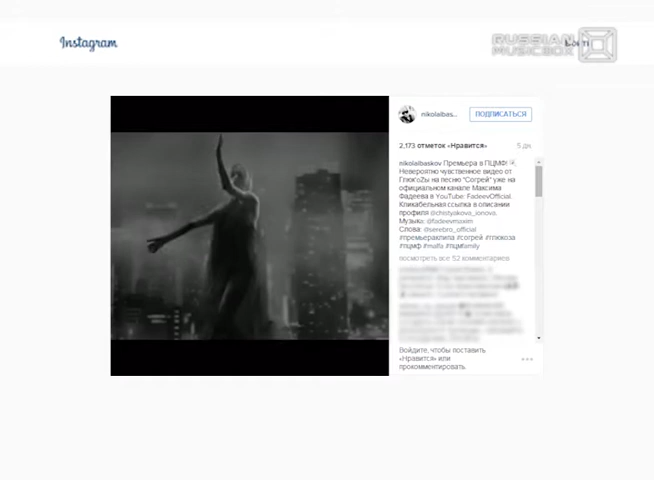 Instagram
RUSSIAN
MUSICBOX
nikolaibas...
ПОДПИСАТЬСЯ
2,173 отметок «Нравится»
5 дн.
nikolaibaskov Премьера в ПЦМФ!
Невероятно чувственное видео от
Глюк'oZы на песню "Согрей" уже на
официальном канале Максима
Фадеева в YouTube: FadeevOfficial.
Кликабельная ссылка в описании
профиля @chistyakova_ionova.
Музыка: @fadeevmaxim
Слова: @serebro_official
#премьераклипа #согрей #глюкоза
#пцмф #malfa #пцмfamily
посмотреть все 52 комментариев
Войдите, чтобы поставить
«Нравится» или
прокомментировать.